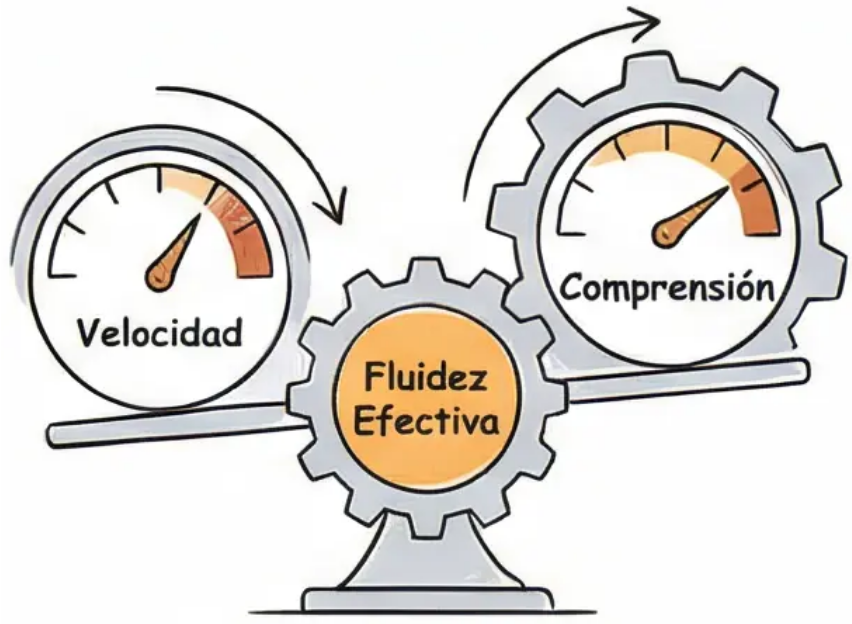 Velocidad
Fluidez
Efectiva
Comprensión